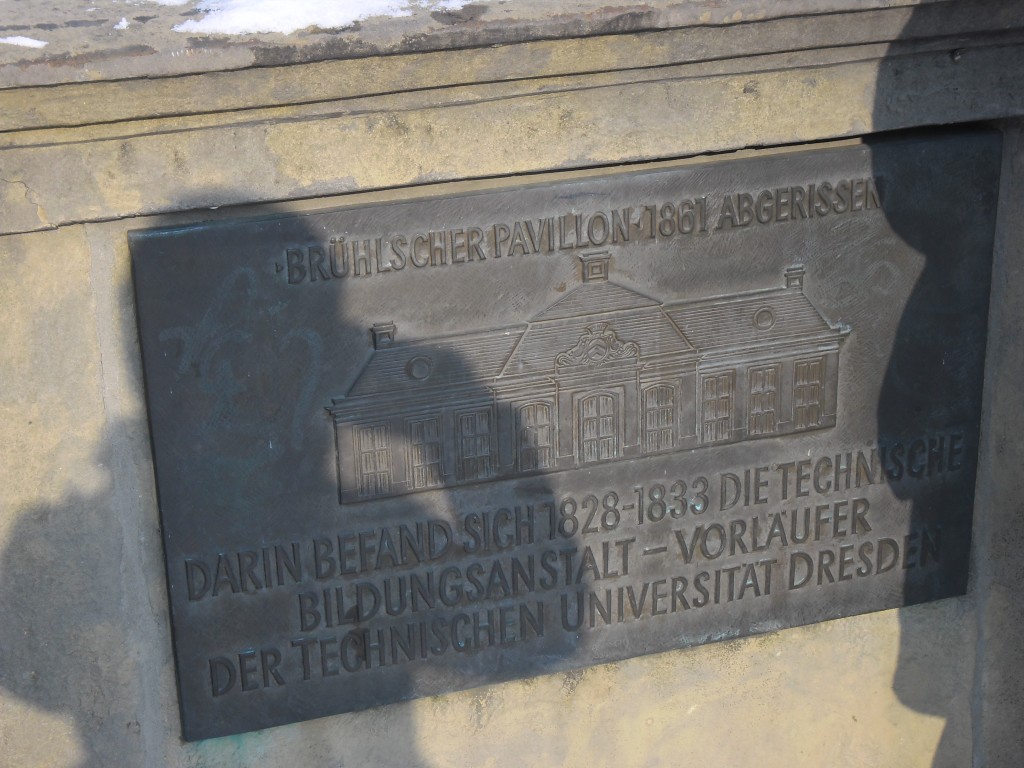 BRÜHLSCHER PAVILLON·1861 ABGERISSEN
DARIN BEFAND SICH 1828-1833 DIE TECHNISCHE
BILDUNGSANSTALT – VORLÄUFER
DER TECHNISCHEN UNIVERSITÄT DRESDEN